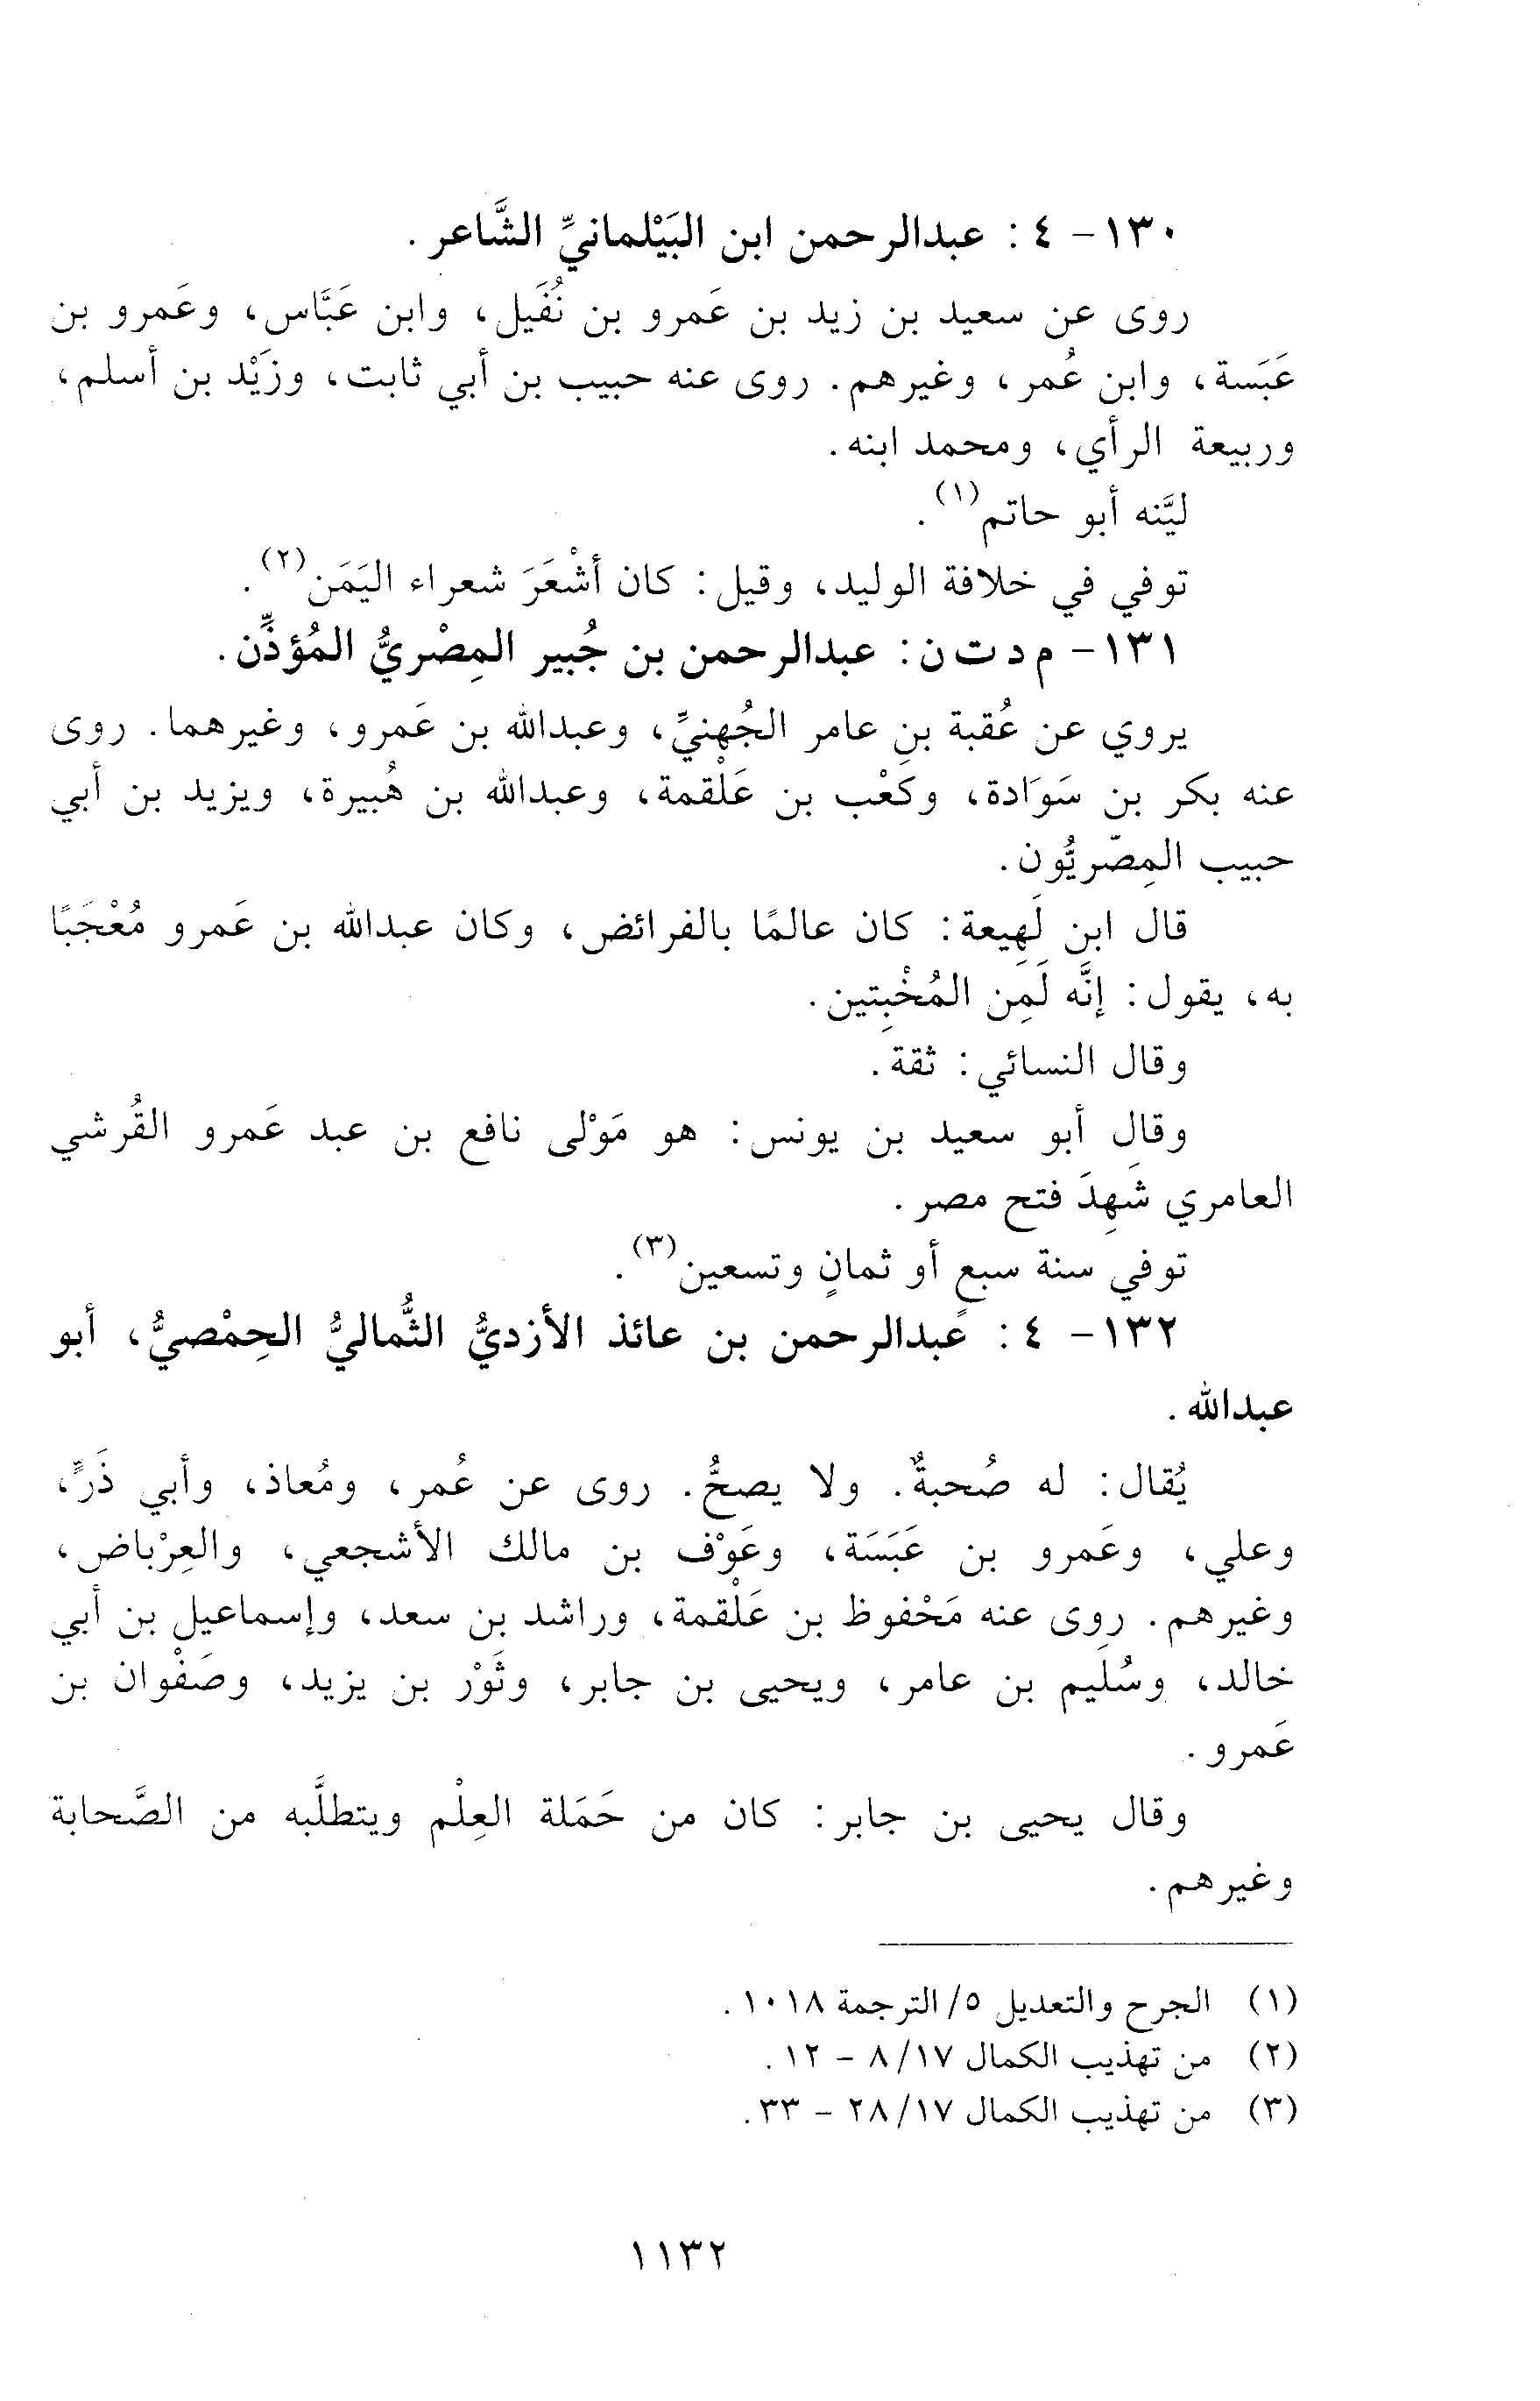 ١٣٠- ٤: عبدالرحمن ابن البَيْلمانيِّ الشَّاعر.
روى عن سعيد بن زيد بن عَمرو بن نُفَيل، وابن عَبَّاس، وعَمرو بن
عَبَسة، وابن عُمر، وغيرهم. روى عنه حبيب بن أبي ثابت، وزَيْد بن أسلم،
وربيعة الرأي، ومحمد ابنه.
ليَّنه أبو حاتم(١).
توفي في خلافة الوليد، وقيل: كان أشْعَرَ شعراء اليَمَن(٢).
١٣١- م د ت ن: عبدالرحمن بن جُبير المِصْريُّ المُؤذِّن.
يروي عن عُقبة بنِ عامر الجُهنيِّ، وعبدالله بن عَمرو، وغيرهما. روى
عنه بكر بن سَوَادة، وكَعْب بن عَلْقمة، وعبدالله بن هُبيرة، ويزيد بن أبي
حبيب المِصْريُّون.
قال ابن لَهِيعة: كان عالمًا بالفرائض، وكان عبدالله بن عَمرو مُعْجَبًا
به، يقول: إنَّه لَمِن المُخْبِتين.
وقال النسائي: ثقة.
وقال أبو سعيد بن يونس: هو مَوْلى نافع بن عبد عَمرو القُرشي
العامري شَهِدَ فتح مصر.
توفي سنة سبعٍ أو ثمانٍ وتسعين(٣).
١٣٢- ٤: عبدالرحمن بن عائذ الأزديُّ الثُّماليُّ الحِمْصيُّ، أبو
عبدالله.
يُقال: له صُحبةٌ. ولا يصحُّ. روى عن عُمر، ومُعاذ، وأبي ذَرٍّ،
وعلي، وعَمرو بن عَبَسَة، وعَوْف بن مالك الأشجعي، والعِرْباض،
وغيرهم. روى عنه مَحْفوظ بن عَلْقمة، وراشد بن سعد، وإسماعيل بن أبي
خالد، وسُلَيم بن عامر، ويحيى بن جابر، وثَوْر بن يزيد، وصَفْوان بن
عَمرو.
وقال يحيى بن جابر: كان من حَمَلة العِلْم ويتطلَّبه من الصَّحابة
وغيرهم.
(١) الجرح والتعديل ٥/ الترجمة ١٠١٨.
(٢) من تهذيب الكمال ١٧/ ٨ - ١٢.
(٣) من تهذيب الكمال ١٧/ ٢٨ - ٣٣.
١١٣٢